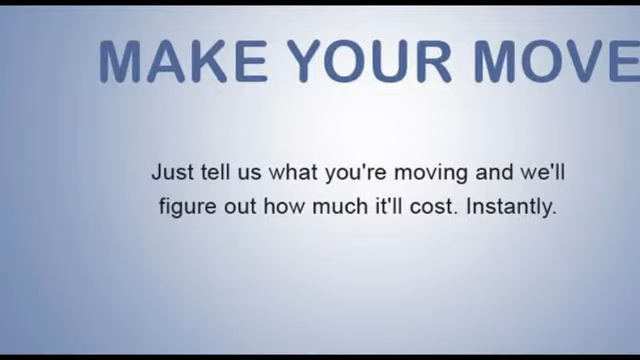 MAKE YOUR MOVE
Just tell us what you're moving and we'll
figure out how much it'll cost. Instantly.